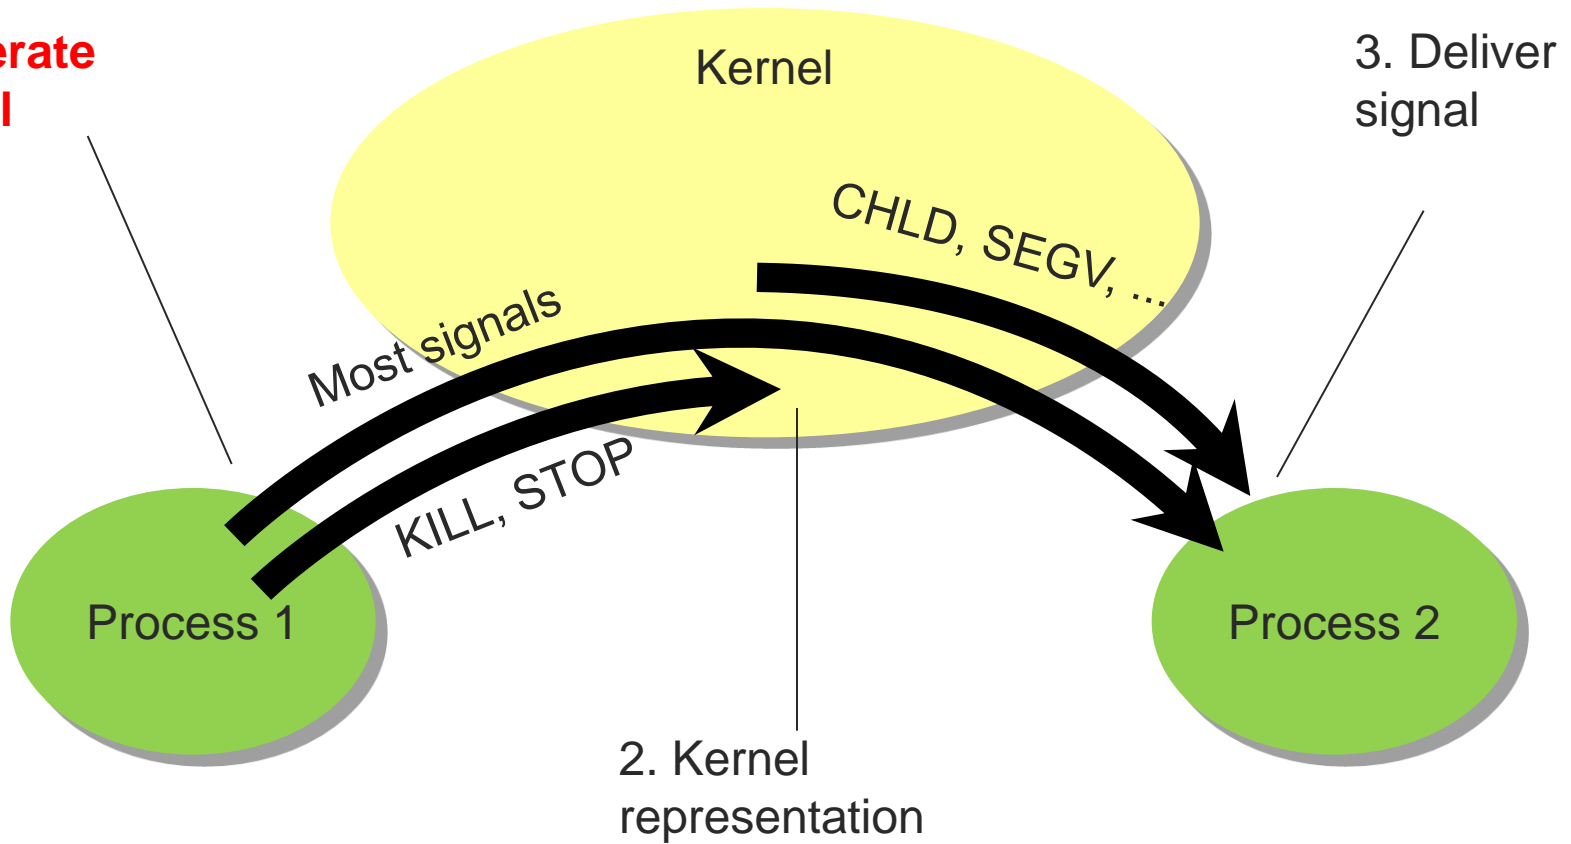 erate
l
Kernel
3. Deliver
signal
CHLD, SEGV, ...
Most signals
KILL, STOP
Process 1
Process 2
2. Kernel
representation